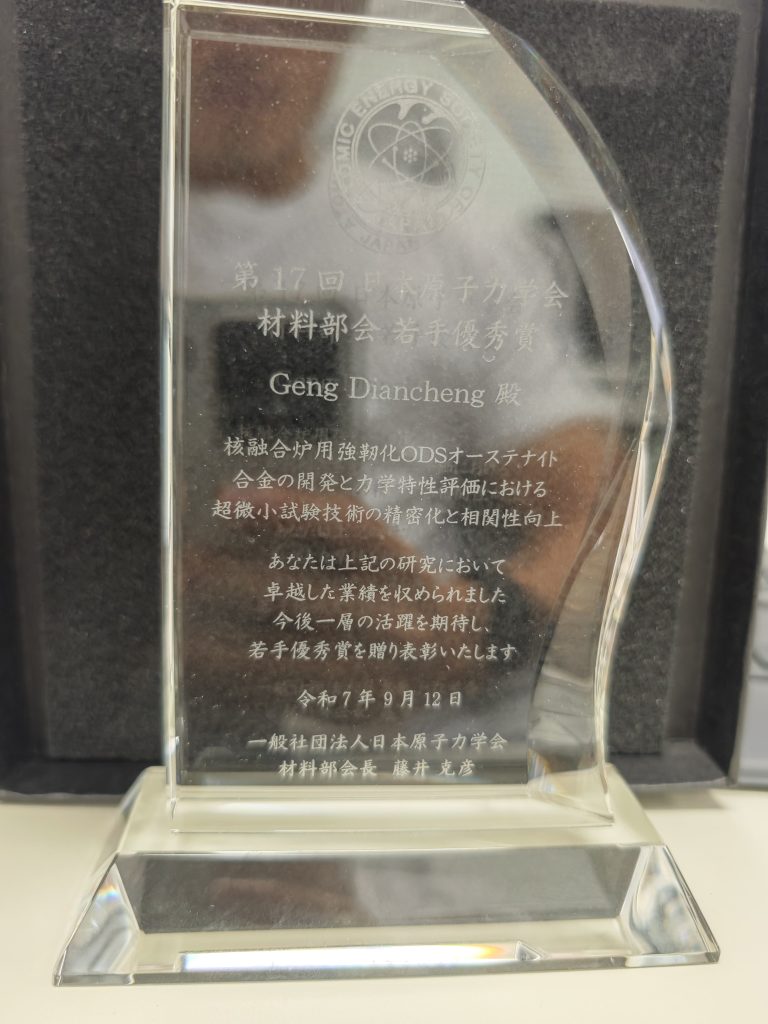 ATOMIC ENERGY SOCIETY OF JAPAN
第17回 日本原子力学会
材料部会 若手優秀賞
Geng Diancheng 殿
核融合炉用強靭化ODSオーステナイト
合金の開発と力学特性評価における
超微小試験技術の精密化と相関性向上
あなたは上記の研究において
卓越した業績を収められました
今後一層の活躍を期待し、
若手優秀賞を贈り表彰いたします
令和7年9月12日
一般社団法人日本原子力学会
材料部会長 藤井 克彦